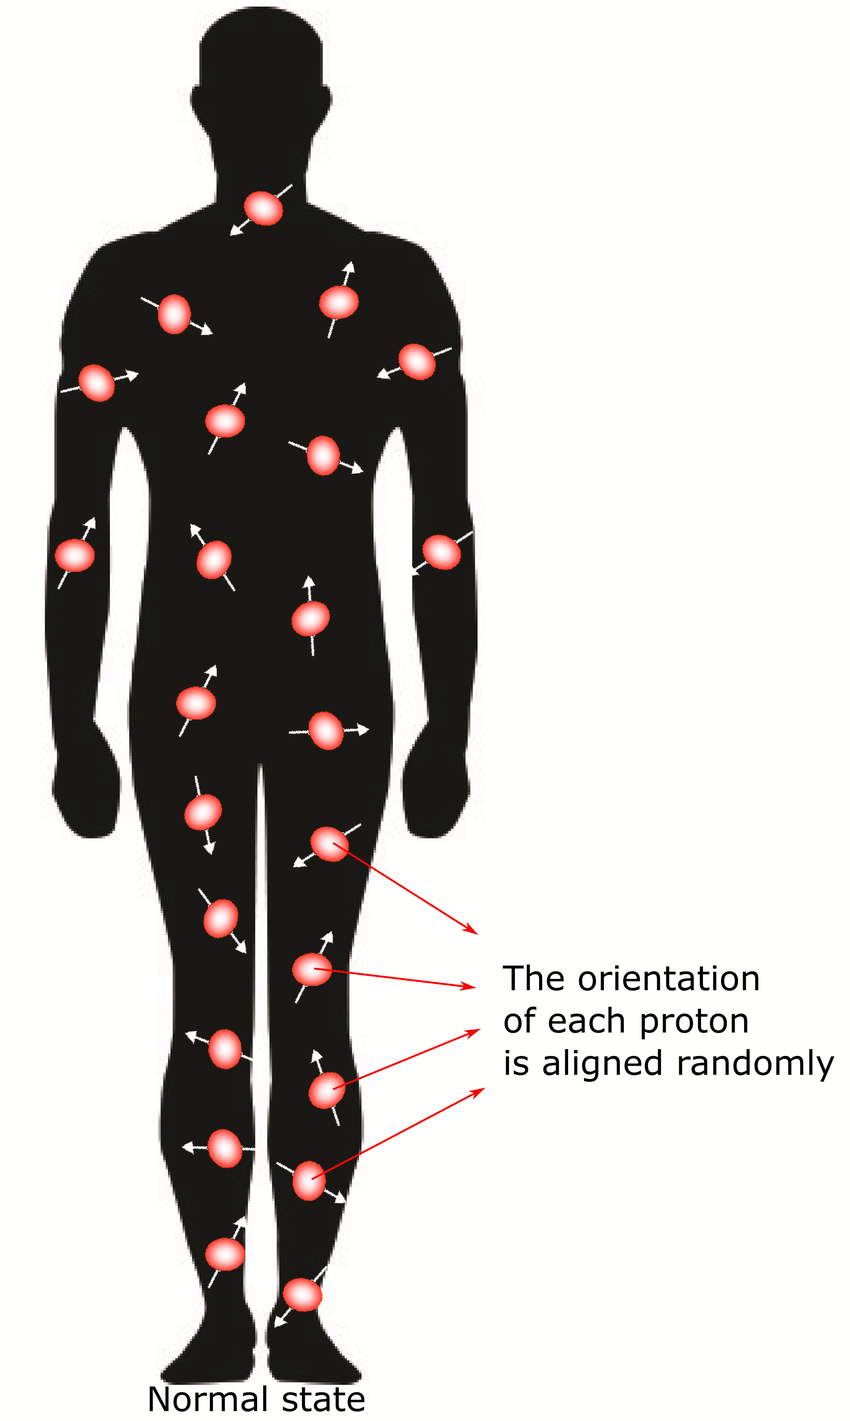 The orientation
of each proton
is aligned randomly
Normal state